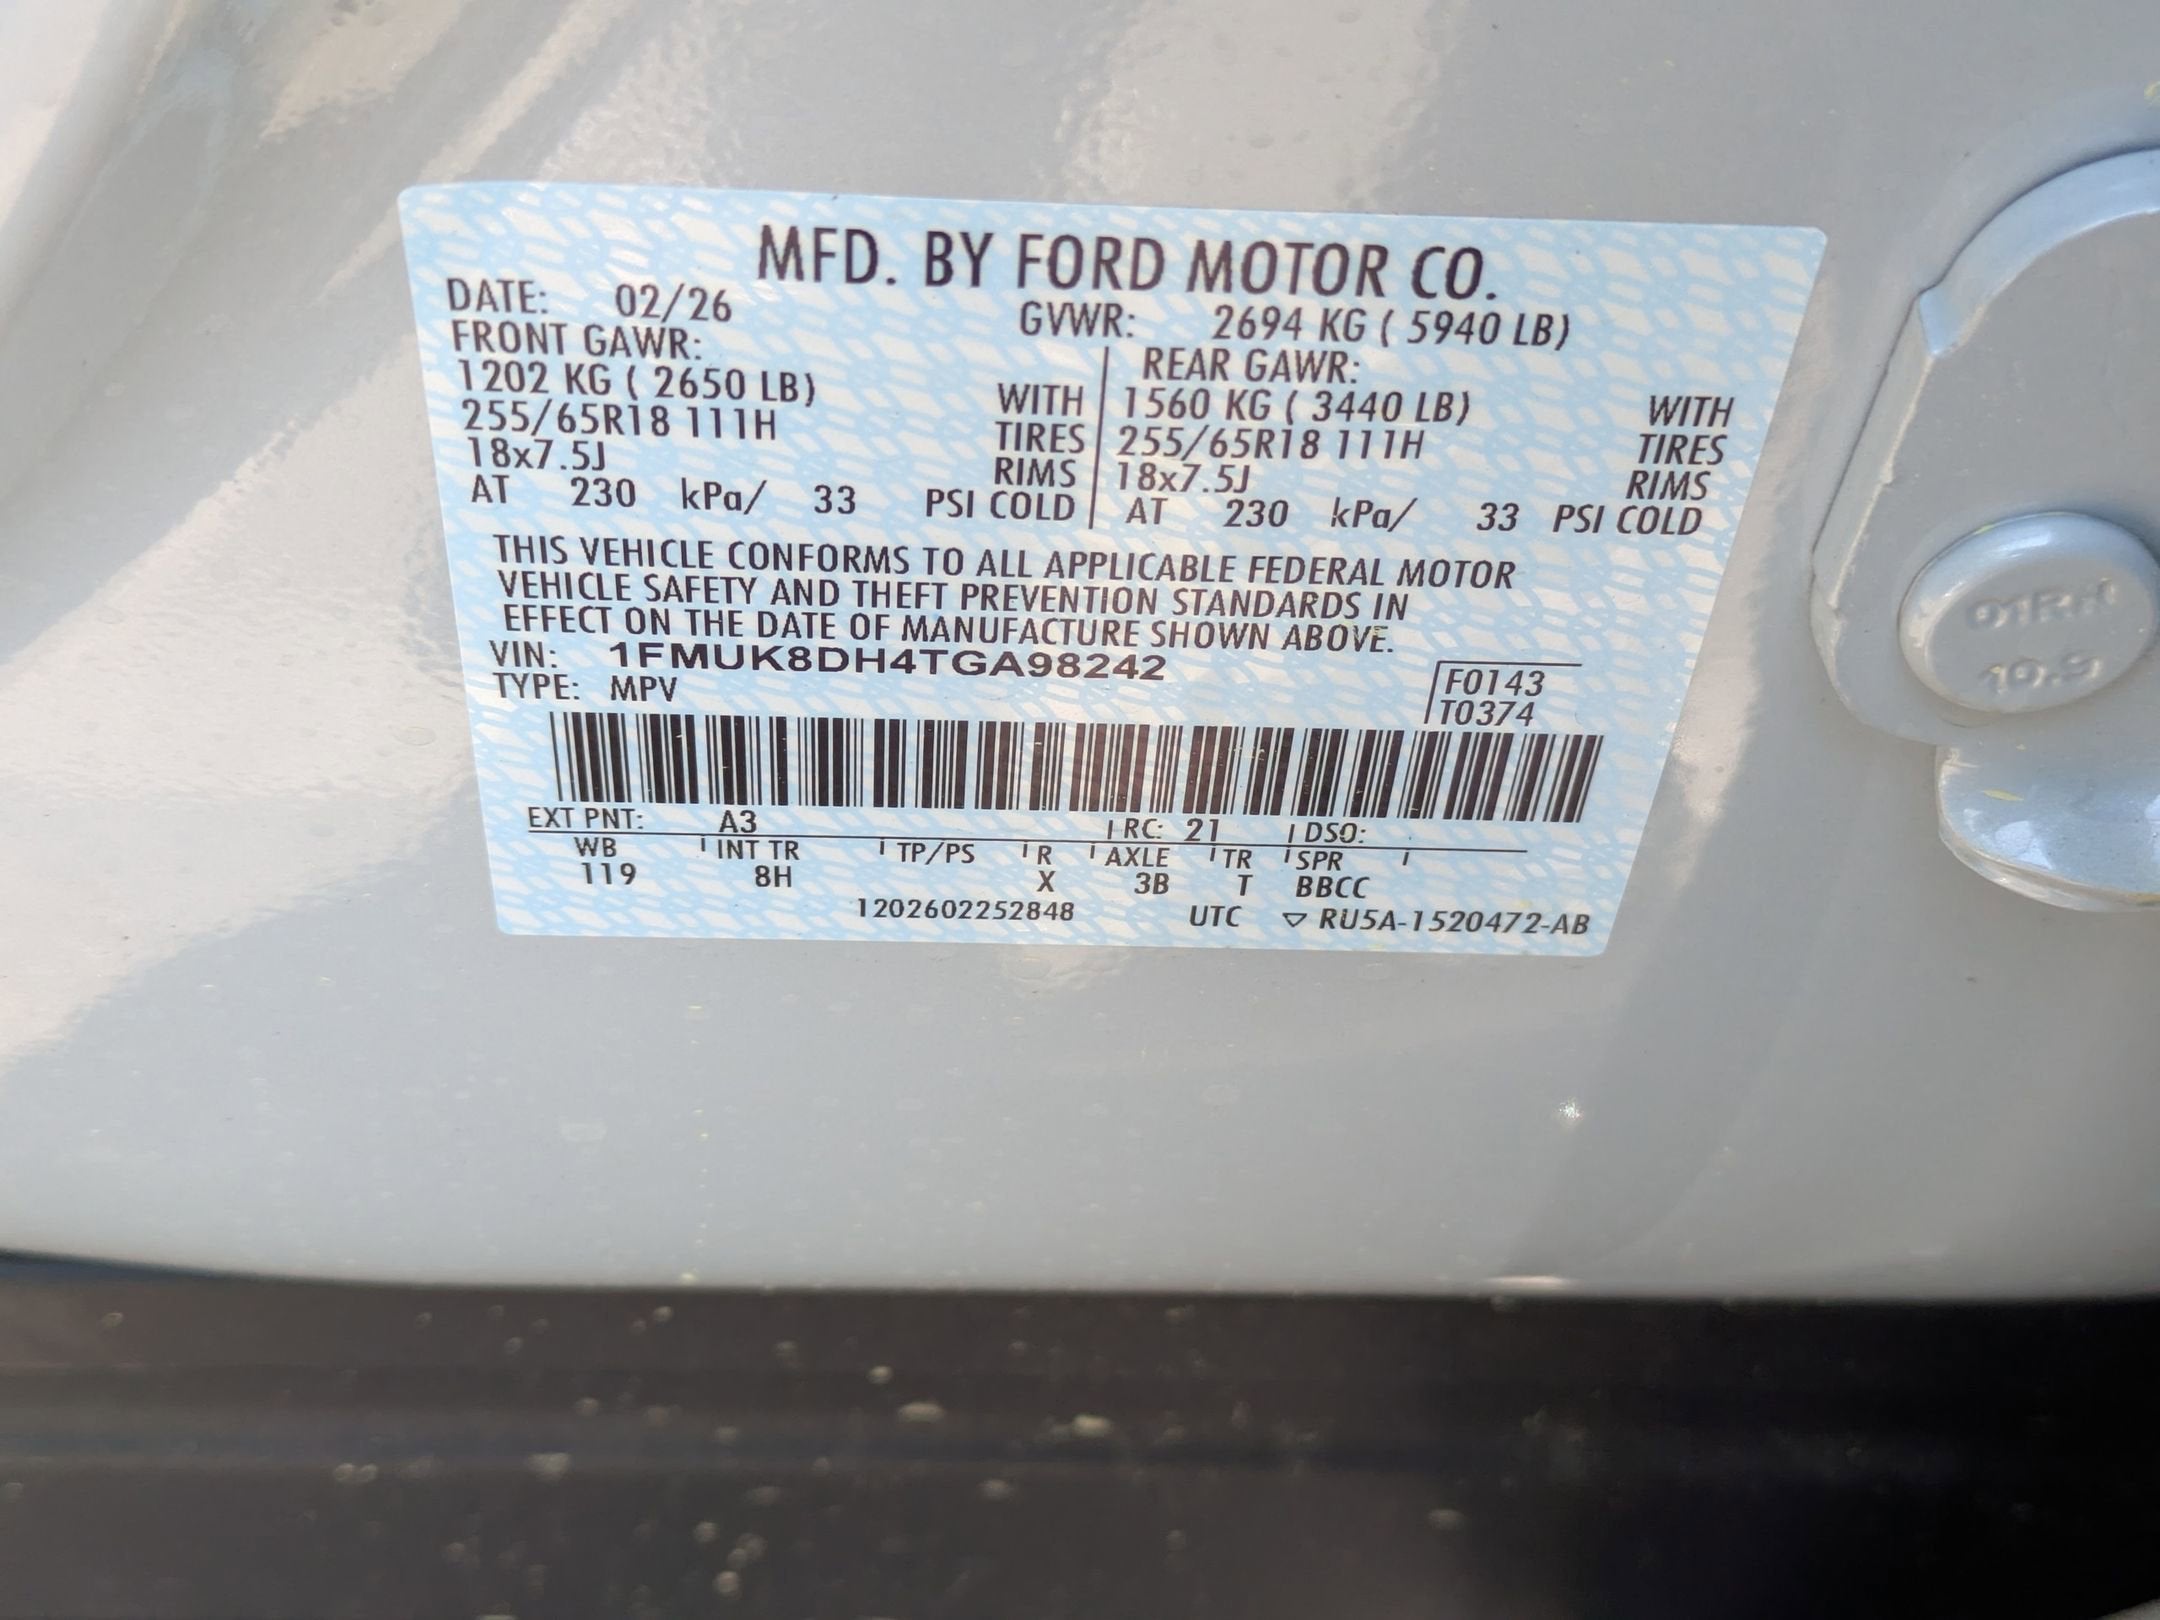 MFD. BY FORD MOTOR CO.
DATE: 02/26 GVWR: 2694 KG ( 5940 LB)
FRONT GAWR: REAR GAWR:
1202 KG ( 2650 LB) WITH 1560 KG ( 3440 LB) WITH
255/65R18 111H TIRES 255/65R18 111H TIRES
18x7.5J RIMS 18x7.5J RIMS
AT 230 kPa/ 33 PSI COLD AT 230 kPa/ 33 PSI COLD
THIS VEHICLE CONFORMS TO ALL APPLICABLE FEDERAL MOTOR
VEHICLE SAFETY AND THEFT PREVENTION STANDARDS IN
EFFECT ON THE DATE OF MANUFACTURE SHOWN ABOVE.
VIN: 1FMUK8DH4TGA98242
TYPE: MPV
F0143
T0374
EXT PNT: A3 RC: 21 DSO:
WB INT TR TP/PS R AXLE TR SPR
119 8H X 3B T BBCC
1202602252848 UTC ▽ RU5A-1520472-AB
10.9